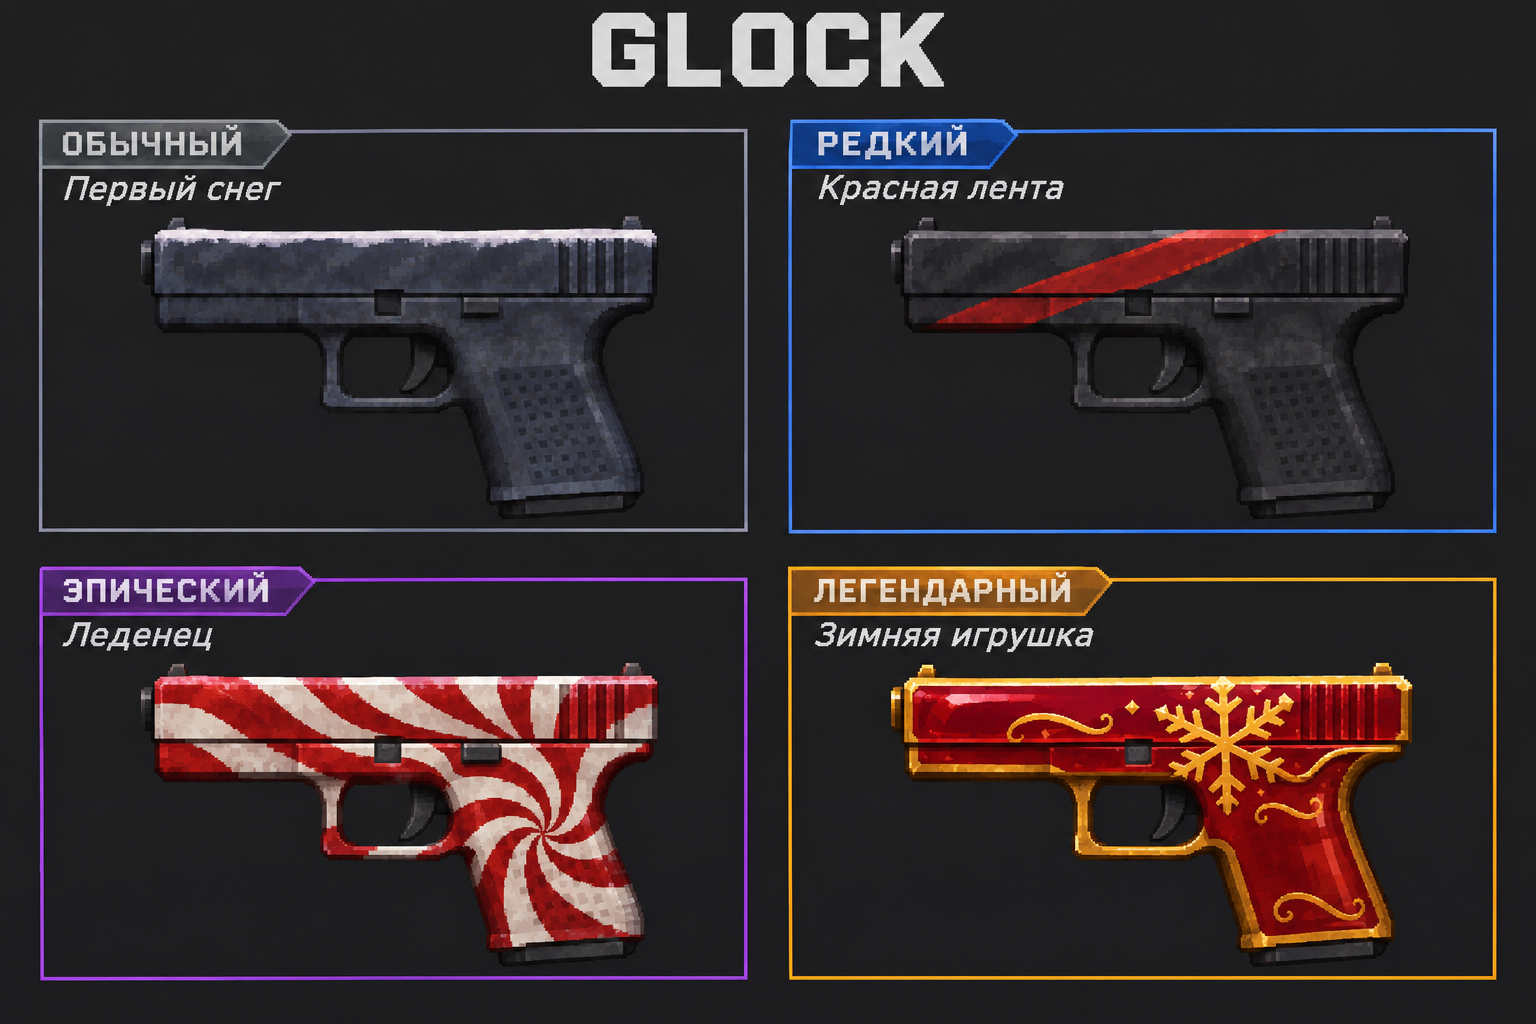 GLOCK
ОБЫЧНЫЙ
Первый снег
РЕДКИЙ
Красная лента
ЭПИЧЕСКИЙ
Леденец
ЛЕГЕНДАРНЫЙ
Зимняя игрушка